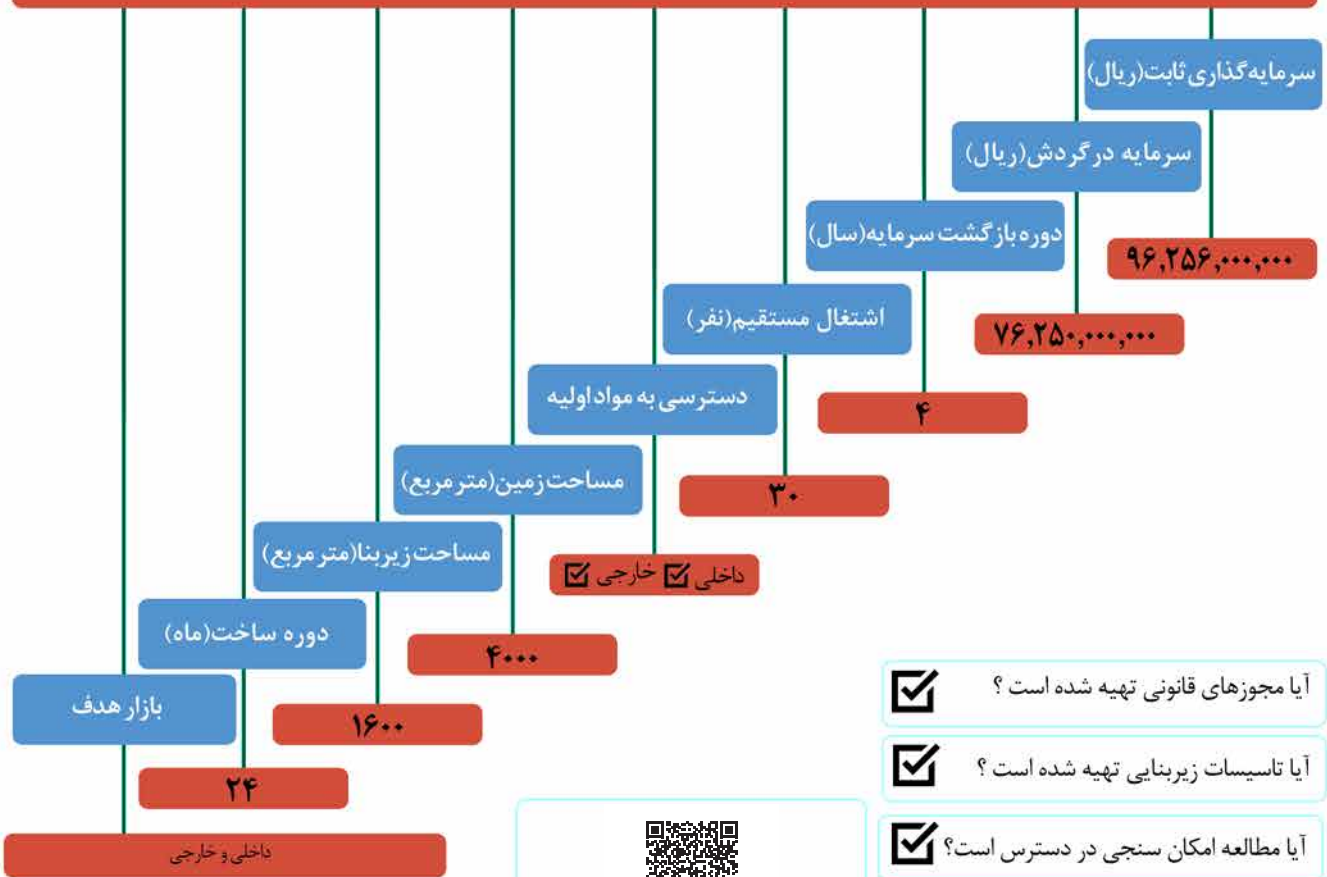 سرمایه‌گذاری ثابت(ریال)
۹۶,۲۵۶,۰۰۰,۰۰۰
سرمایه در گردش(ریال)
۷۶,۲۵۰,۰۰۰,۰۰۰
دوره بازگشت سرمایه(سال)
۴
اشتغال مستقیم(نفر)
۳۰
دسترسی به مواد اولیه
داخلی ☑ خارجی ☑
مساحت زمین(متر مربع)
۴۰۰۰
مساحت زیربنا(متر مربع)
۱۶۰۰
دوره ساخت(ماه)
۲۴
بازار هدف
داخلی و خارجی
آیا مجوزهای قانونی تهیه شده است ؟ ☑
آیا تاسیسات زیربنایی تهیه شده است ؟ ☑
آیا مطالعه امکان سنجی در دسترس است؟ ☑